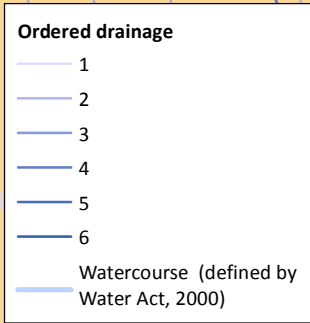 Ordered drainage
1
2
3
4
5
6
Watercourse (defined by
Water Act, 2000)